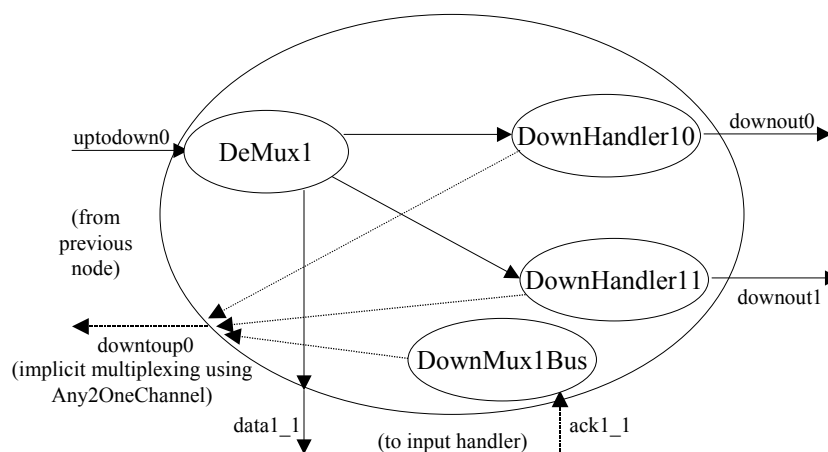 uptodown0
DeMux1
DownHandler10
downout0
(from
previous
node)
DownHandler11
downout1
downtoup0
(implicit multiplexing using
Any2OneChannel)
DownMux1Bus
data1_1
(to input handler)
ack1_1